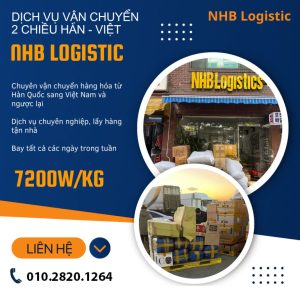 DỊCH VỤ VẬN CHUYỂN
2 CHIỀU HÀN - VIỆT
NHB LOGISTIC
NHB Logistic
Chuyên vận chuyển hàng hóa từ
Hàn Quốc sang Việt Nam và
ngược lại
Dịch vụ chuyên nghiệp, lấy hàng
tận nhà
Bay tất cả các ngày trong tuần
7200W/KG
NHBLogistics
LIÊN HỆ
010.2820.1264